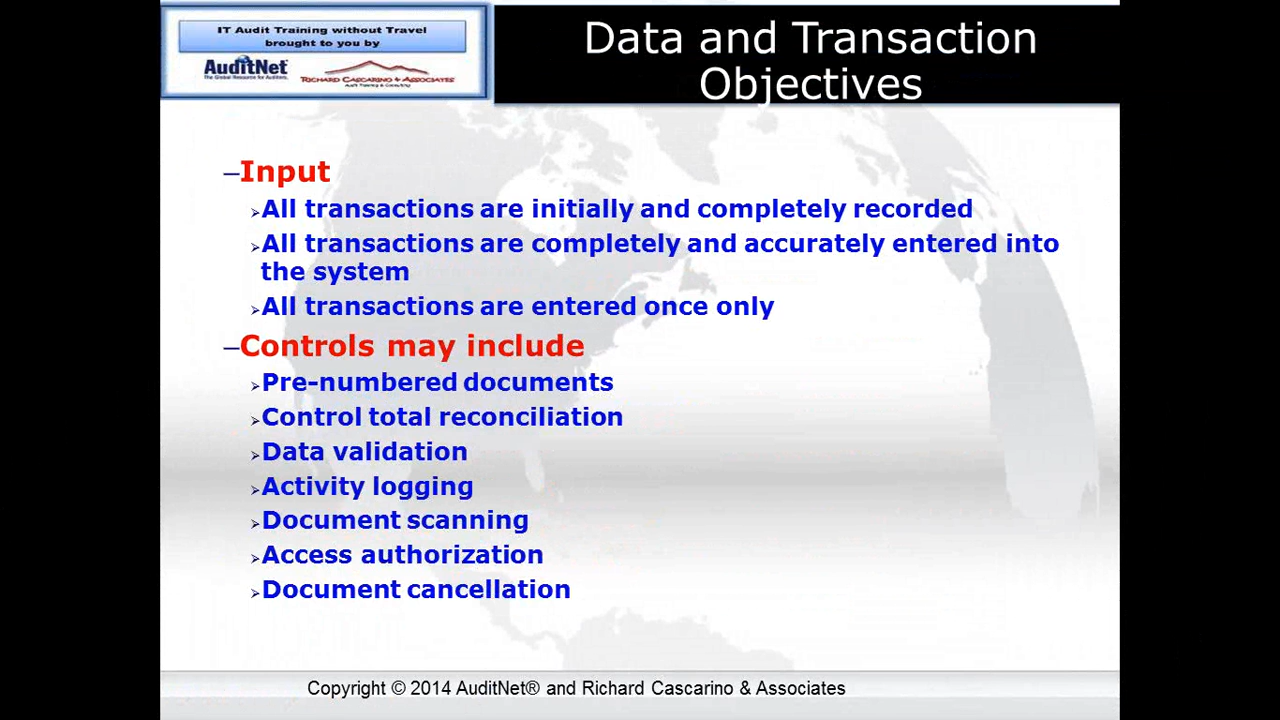 IT Audit Training without Travel
brought to you by
AuditNet
The Global Resource for Auditors
RICHARD CASCARINO & ASSOCIATES
Audit Training & Consulting
Data and Transaction
Objectives
–Input
➢All transactions are initially and completely recorded
➢All transactions are completely and accurately entered into
the system
➢All transactions are entered once only
–Controls may include
➢Pre-numbered documents
➢Control total reconciliation
➢Data validation
➢Activity logging
➢Document scanning
➢Access authorization
➢Document cancellation
Copyright © 2014 AuditNet® and Richard Cascarino & Associates